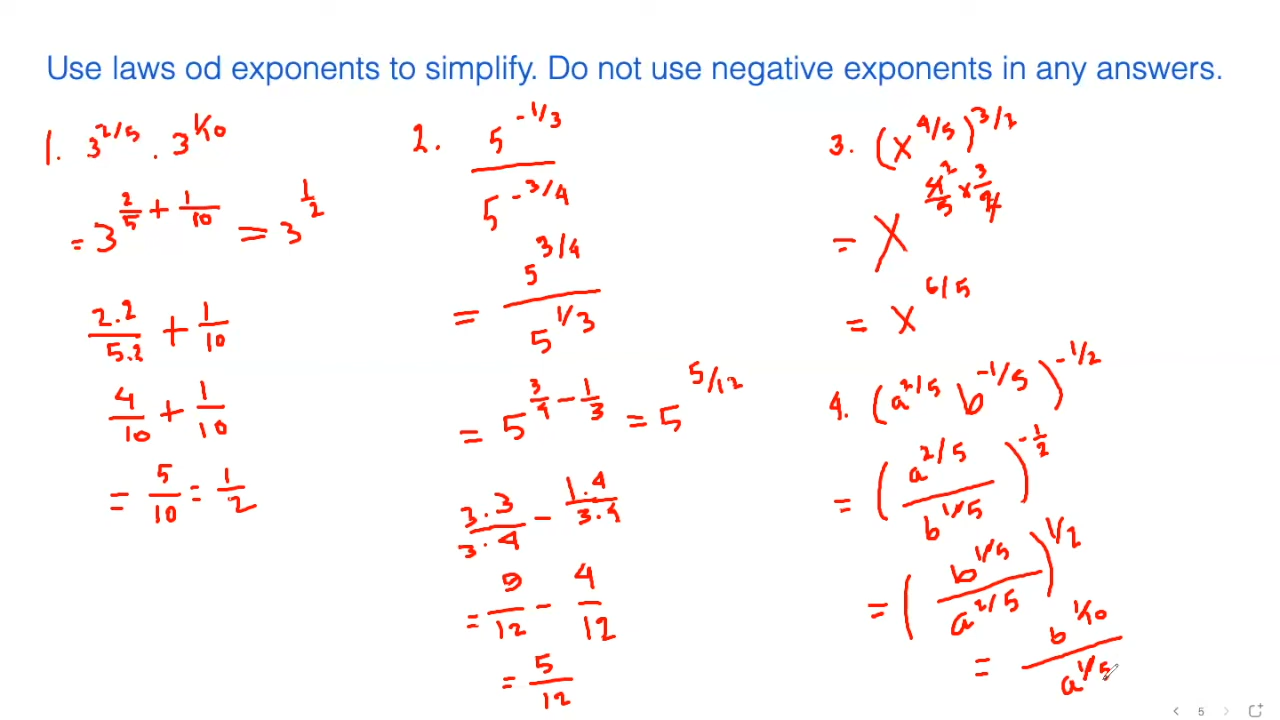 Use laws od exponents to simplify. Do not use negative exponents in any answers.
1. 3^{2/5} . 3^{1/10}
= 3^{2/5 + 1/10} = 3^{1/2}
2.2/5.2 + 1/10
4/10 + 1/10
= 5/10 = 1/2
2. 5^{-1/3} / 5^{-3/4}
= 5^{3/4} / 5^{1/3}
= 5^{3/4 - 1/3} = 5^{5/12}
3.3/3.4 - 1.4/3.4
= 9/12 - 4/12
= 5/12
3. (x^{4/5})^{3/2}
= x^{4̸ 2/5 × 3/2̸}
= x^{6/5}
4. (a^{2/5} b^{-1/5})^{-1/2}
= (a^{2/5} / b^{1/5})^{-1/2}
= (b^{1/5} / a^{2/5})^{1/2}
= b^{1/10} / a^{1/5}
5